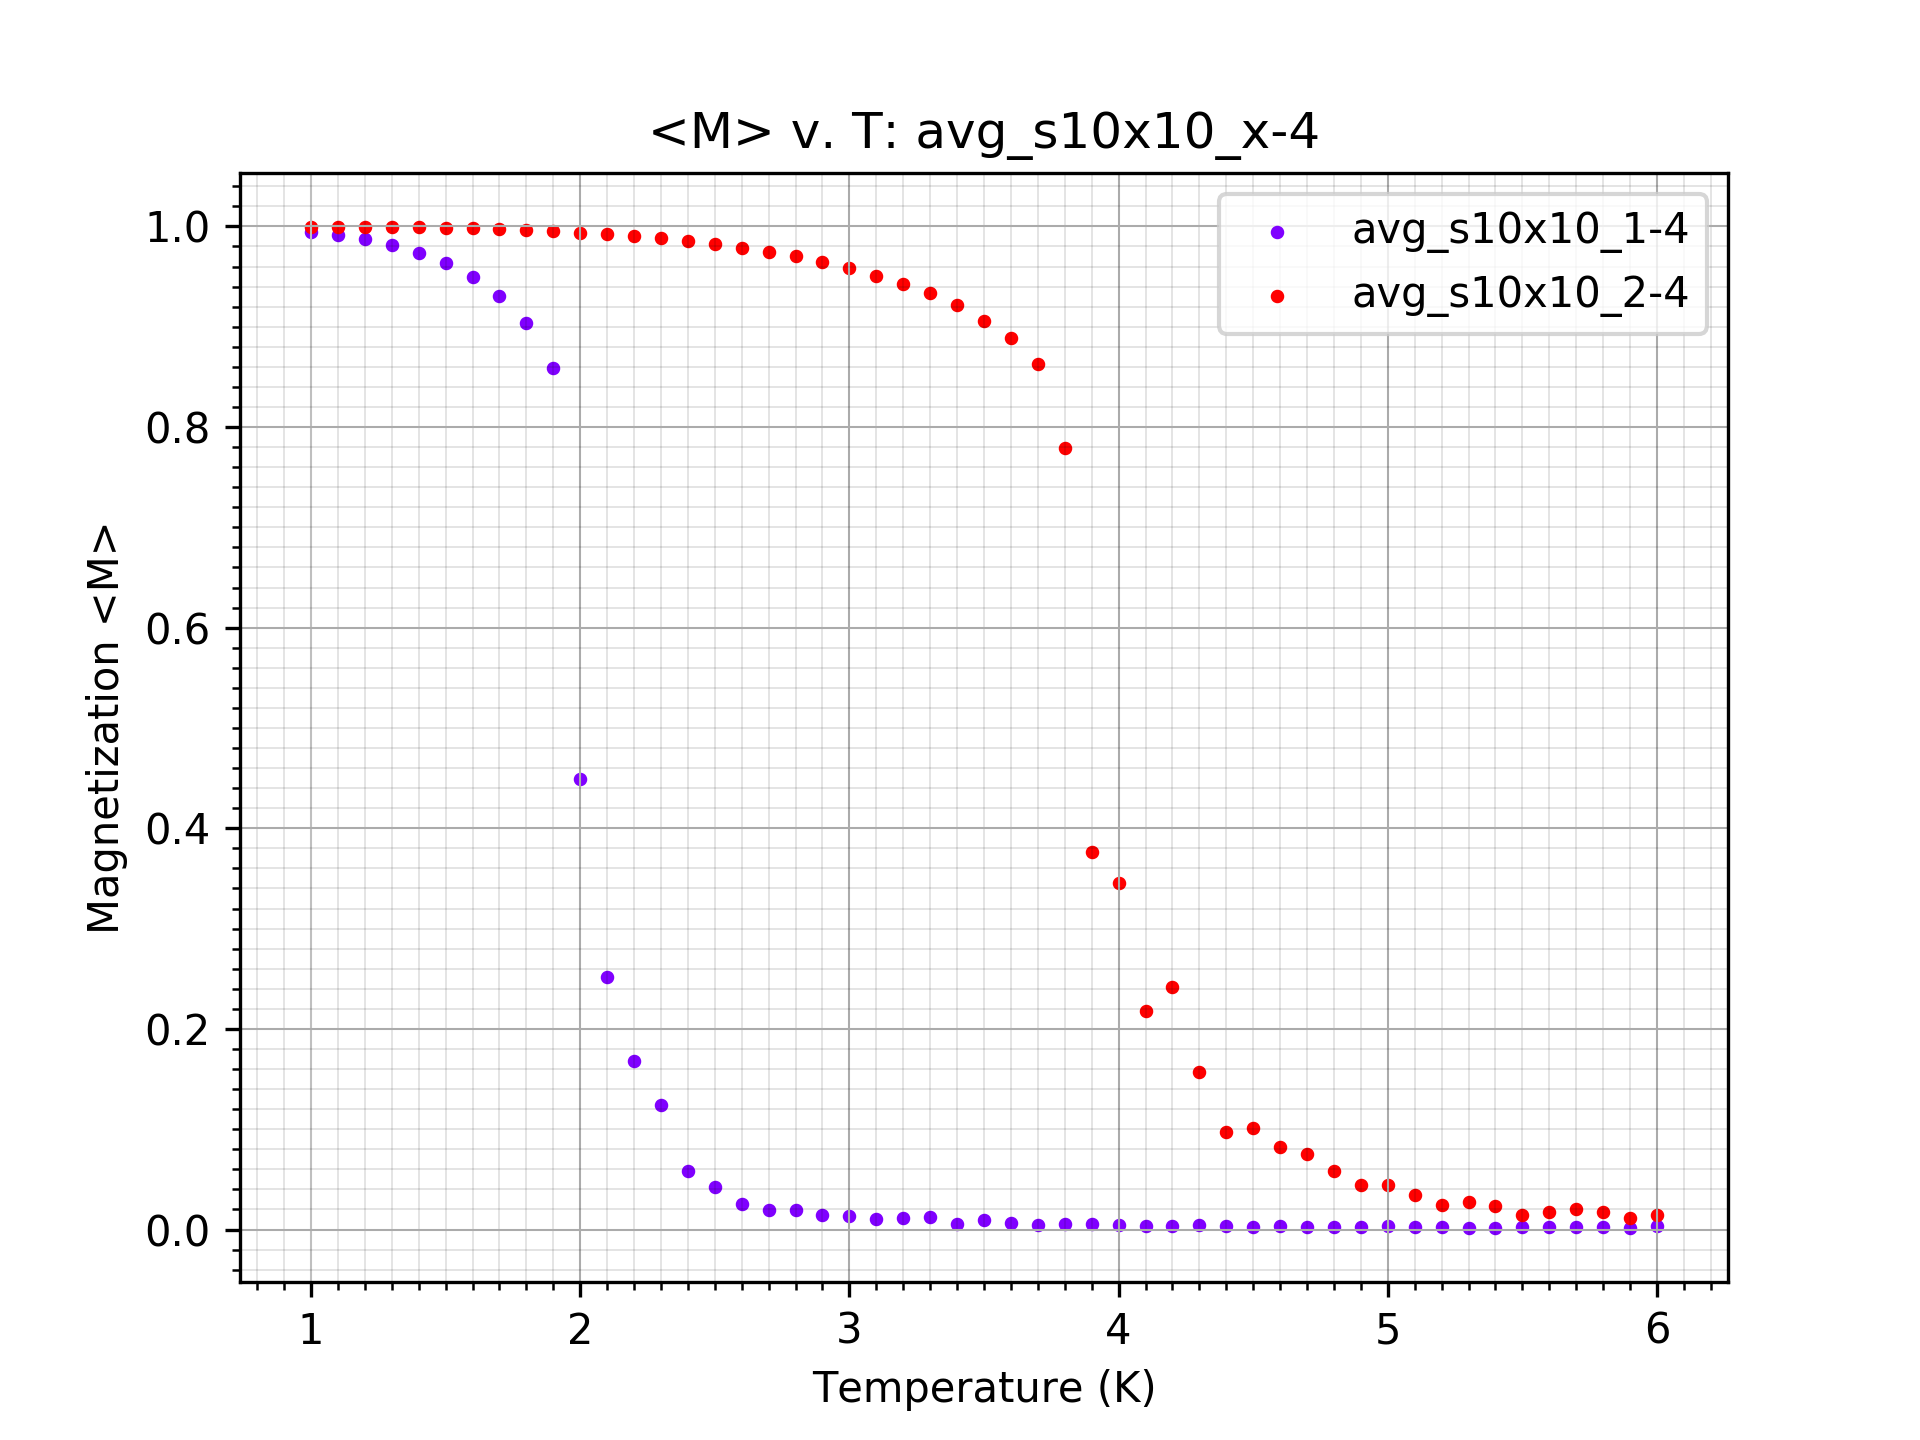 <M> v. T: avg_s10x10_x-4
avg_s10x10_1-4
avg_s10x10_2-4
Magnetization <M>
1.0
0.8
0.6
0.4
0.2
0.0
1 2 3 4 5 6
Temperature (K)